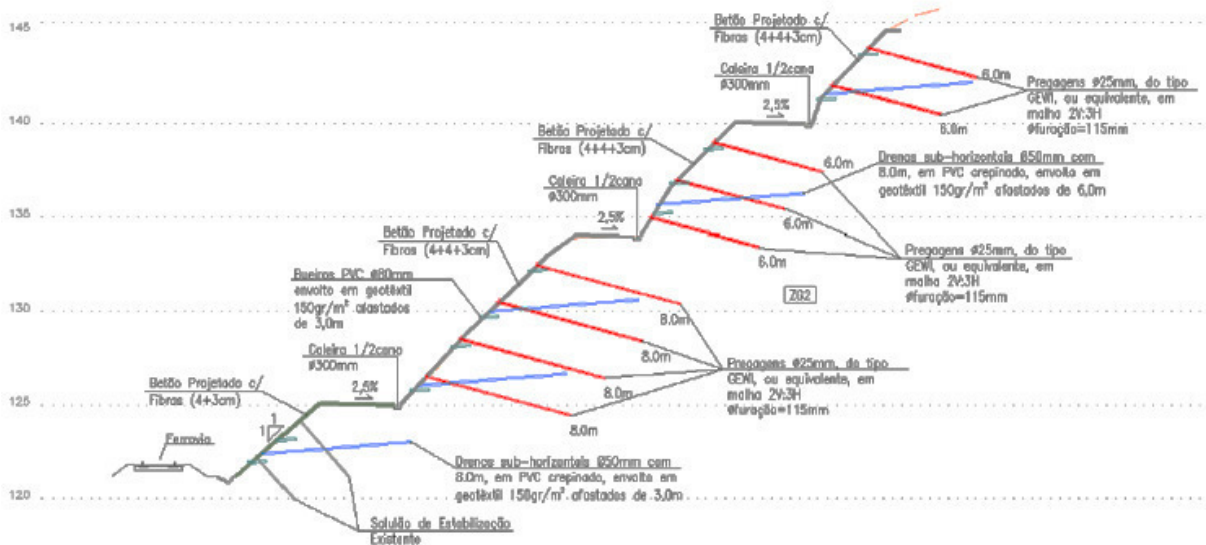 145
140
135
130
125
120
Betão Projetado c/
Fibras (4+4+3cm)
Caleira 1/2cana
Ø300mm
2,5%
6.0m
6.0m
Pregagens Ø25mm, do tipo
GEWI, ou equivalente, em
malha 2V:3H
Øfuração=115mm
Betão Projetado c/
Fibras (4+4+3cm)
Caleira 1/2cana
Ø300mm
2,5%
6.0m
6.0m
6.0m
Drenos sub-horizontais Ø50mm com
8.0m, em PVC crepinado, envolto em
geotêxtil 150gr/m² afastados de 6,0m
Pregagens Ø25mm, do tipo
GEWI, ou equivalente, em
malha 2V:3H
Øfuração=115mm
ZG2
Betão Projetado c/
Fibras (4+4+3cm)
Bueiros PVC Ø80mm
envolto em geotêxtil
150gr/m² afastados
de 3,0m
Caleira 1/2cana
Ø300mm
2,5%
8.0m
8.0m
8.0m
8.0m
Pregagens Ø25mm, do tipo
GEWI, ou equivalente, em
malha 2V:3H
Øfuração=115mm
Betão Projetado c/
Fibras (4+3cm)
1
1
Ferrovia
Drenos sub-horizontais Ø50mm com
8.0m, em PVC crepinado, envolto em
geotêxtil 150gr/m² afastados de 3,0m
Solulão de Estabilização
Existente